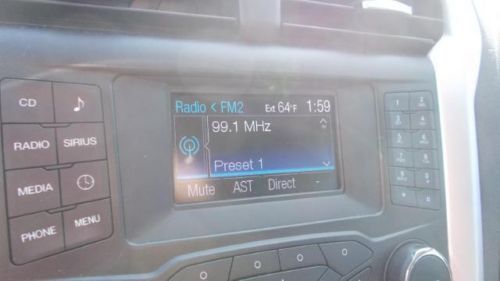 CD
RADIO SIRIUS
MEDIA
PHONE MENU
Radio < FM2 Ext 64°F 1:59
99.1 MHz
Preset 1
Mute AST Direct -